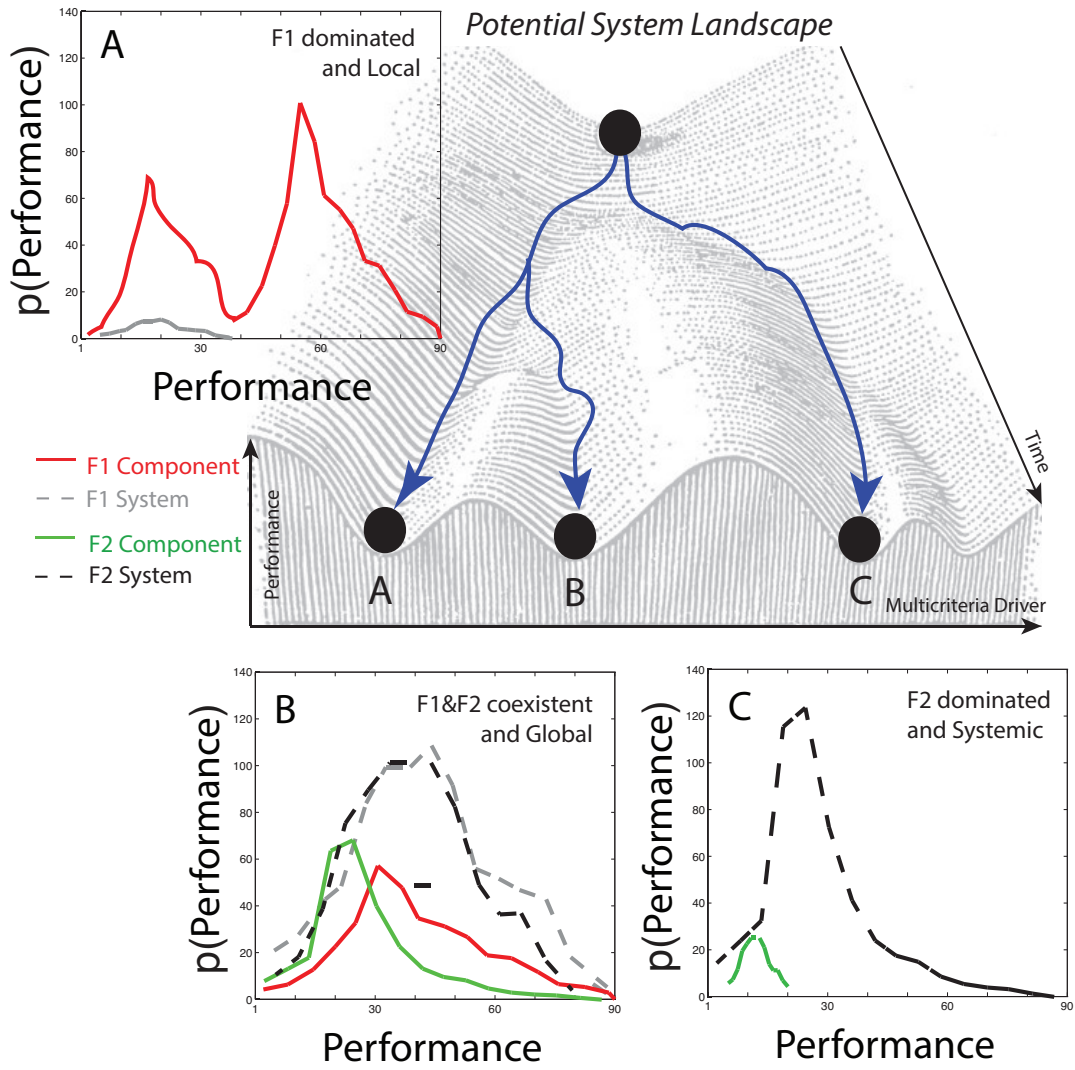 Potential System Landscape
A
F1 dominated
and Local
p(Performance)
140
120
100
80
60
40
20
0
1
30
60
90
Performance
F1 Component
F1 System
F2 Component
F2 System
Performance
Time
A
B
C
Multicriteria Driver
B
F1&F2 coexistent
and Global
p(Performance)
140
120
100
80
60
40
20
0
1
30
60
90
Performance
C
F2 dominated
and Systemic
p(Performance)
140
120
100
80
60
40
20
0
1
30
60
90
Performance